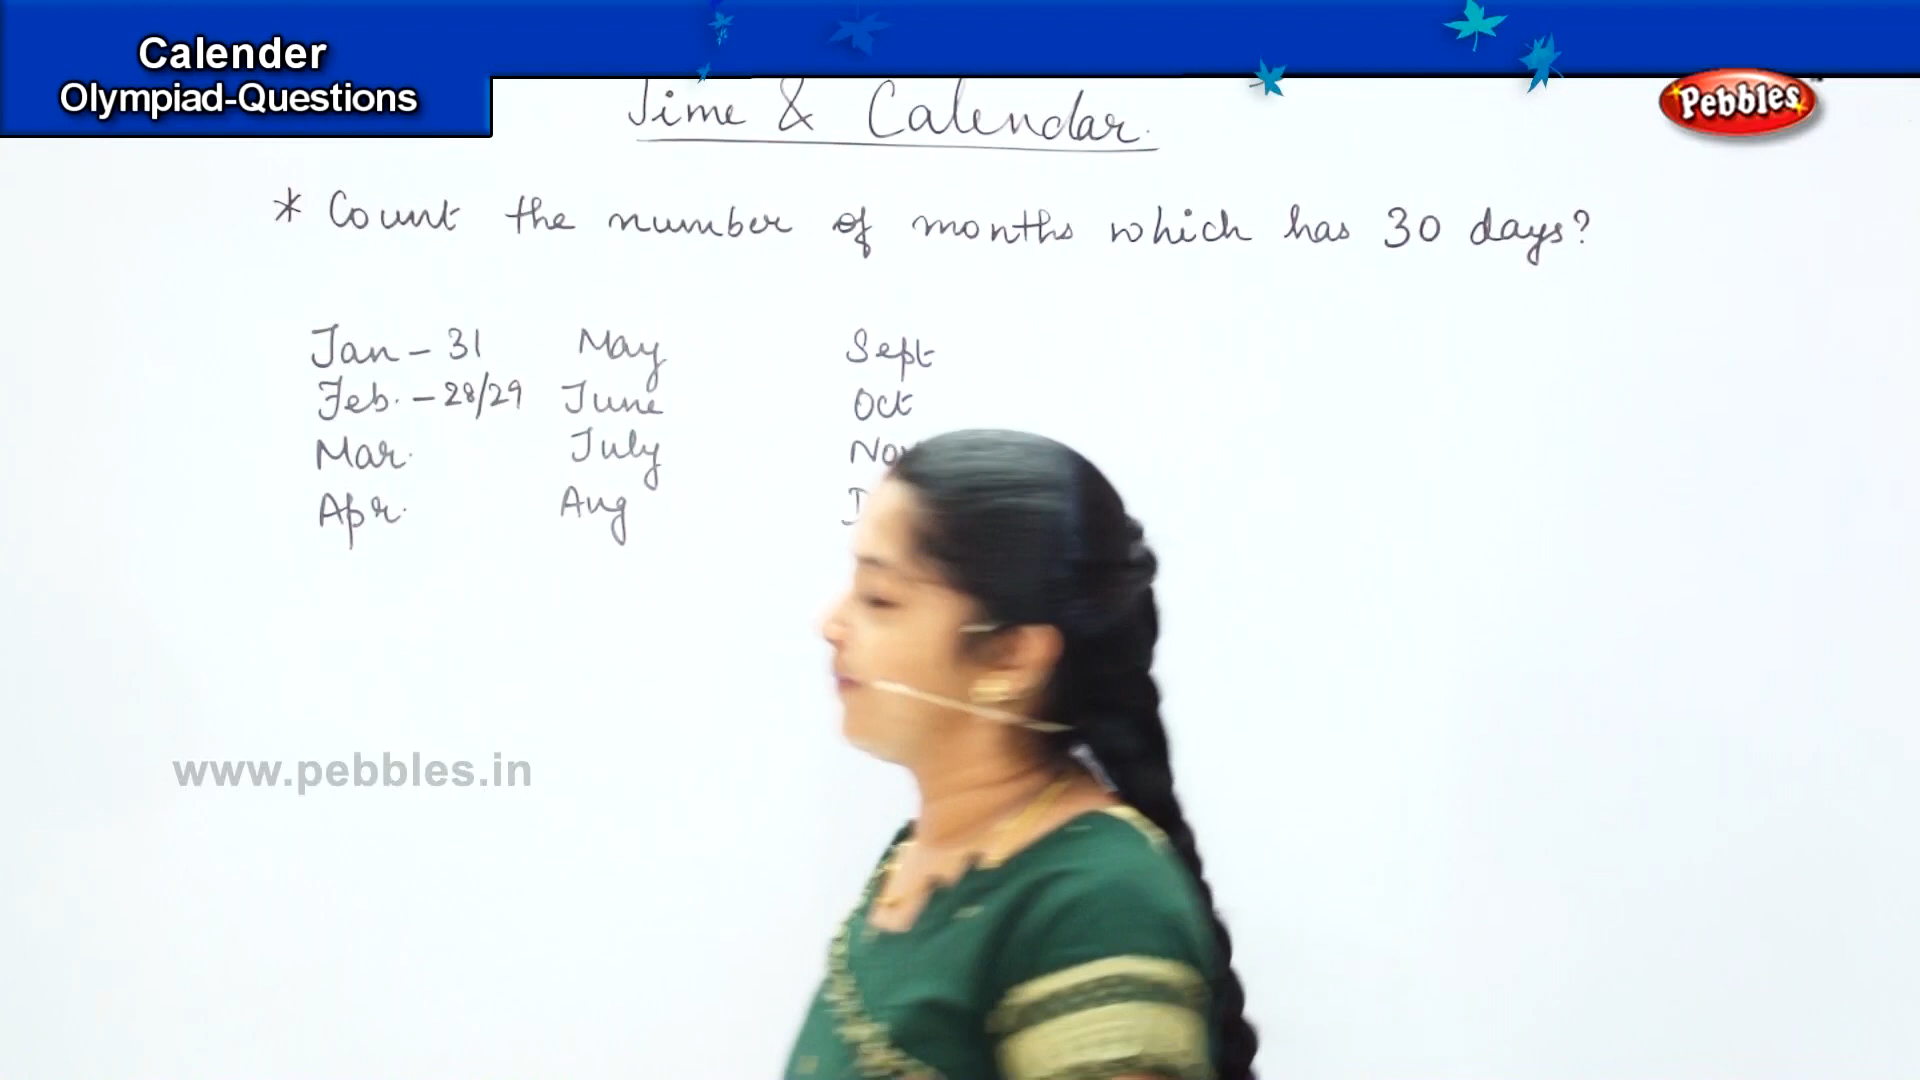 Calender
Olympiad-Questions
Pebbles
Time & Calendar.
* Count the number of months which has 30 days?
Jan - 31 May Sept
Feb. - 28/29 June Oct
Mar. July
Apr. Aug
www.pebbles.in